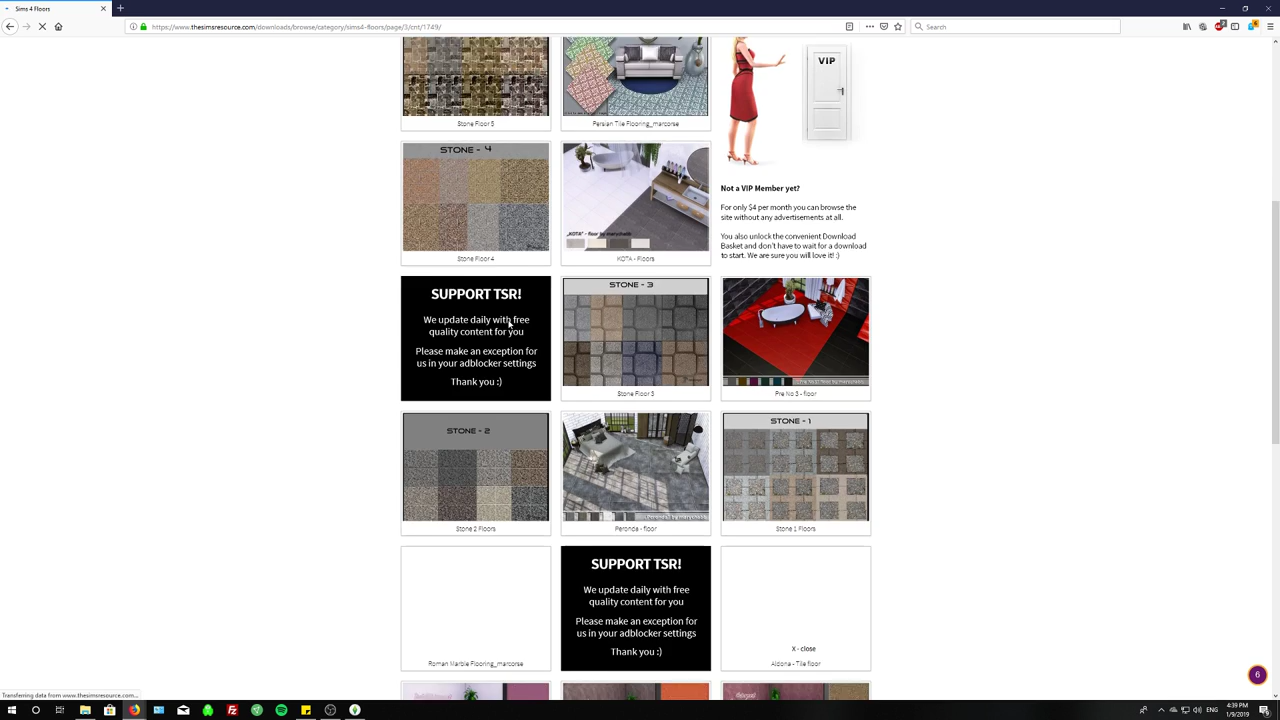 Sims 4 Floors
https://www.thesimsresource.com/downloads/browse/category/sims4-floors/page/3/cnt/1749/
Search
VIP
Stone Floor 5
Persian Tile Flooring_marcorse
STONE - 4
„KOTA" - floor by marychabb
Stone Floor 4
KOTA - Floors
Not a VIP Member yet?
For only $4 per month you can browse the
site without any advertisements at all.
You also unlock the convenient Download
Basket and don't have to wait for a download
to start. We are sure you will love it! :)
SUPPORT TSR!
We update daily with free
quality content for you
Please make an exception for
us in your adblocker settings
Thank you :)
STONE - 3
Stone Floor 3
Pre No 3 - floor
STONE - 2
Stone 2 Floors
Peronda - floor
STONE - 1
Stone 1 Floors
Roman Marble Flooring_marcorse
SUPPORT TSR!
We update daily with free
quality content for you
Please make an exception for
us in your adblocker settings
Thank you :)
X - close
Aldona - Tile floor
6
Transferring data from www.thesimsresource.com...
ENG
4:39 PM
1/9/2019